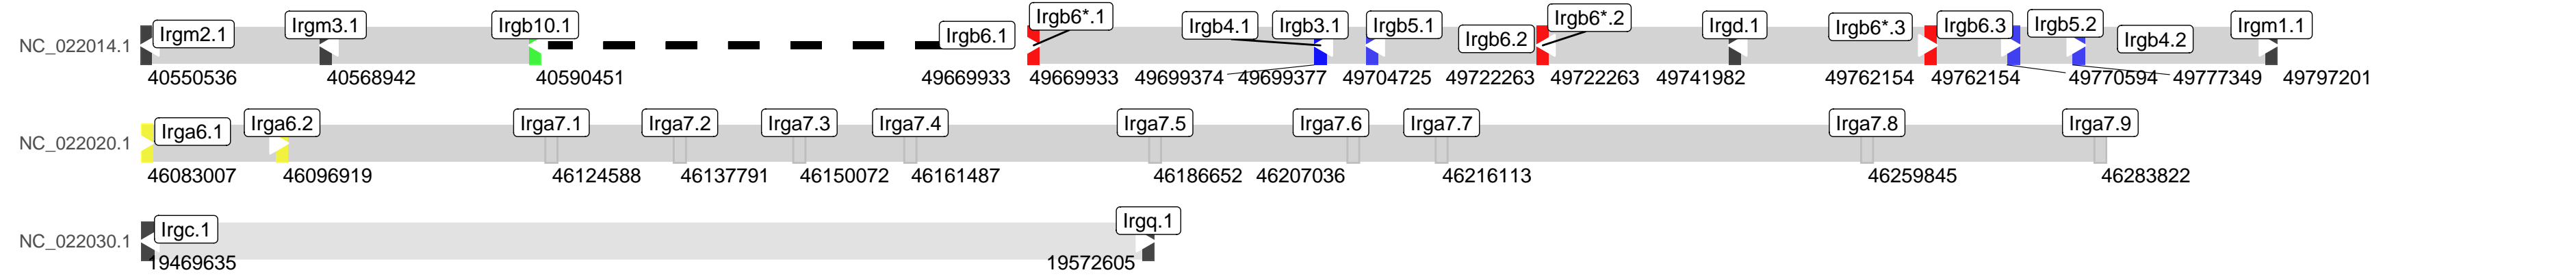 Irgm2.1 Irgm3.1 Irgb10.1 Irgb6.1 Irgb6*.1 Irgb4.1 Irgb3.1 Irgb5.1 Irgb6.2 Irgb6*.2 Irgd.1 Irgb6*.3 Irgb6.3 Irgb5.2 Irgb4.2 Irgm1.1
NC_022014.1
40550536 40568942 40590451 49669933 49669933 49699374 49699377 49704725 49722263 49722263 49741982 49762154 49762154 49770594 49777349 49797201
Irga6.1 Irga6.2 Irga7.1 Irga7.2 Irga7.3 Irga7.4 Irga7.5 Irga7.6 Irga7.7 Irga7.8 Irga7.9
NC_022020.1
46083007 46096919 46124588 46137791 46150072 46161487 46186652 46207036 46216113 46259845 46283822
Irgc.1 Irgq.1
NC_022030.1
19469635 19572605